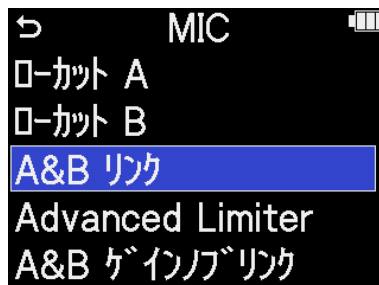 MIC
ﾛｰｶｯﾄ A
ﾛｰｶｯﾄ B
A&B ﾘﾝｸ
Advanced Limiter
A&B ｹﾞｲﾝﾉﾌﾞﾘﾝｸ